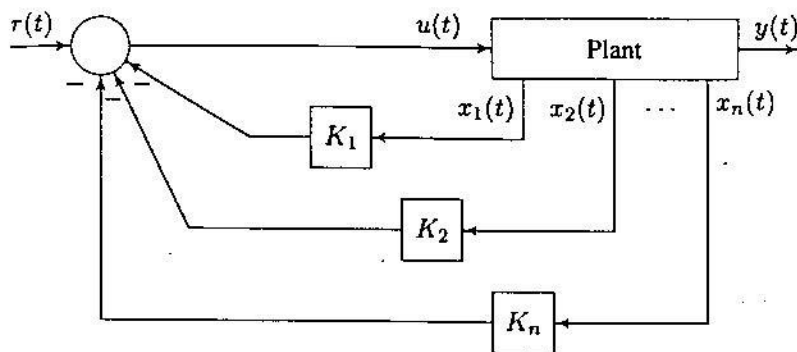 r(t) u(t) Plant y(t)
x₁(t) x₂(t) ... xₙ(t)
K₁
K₂
Kₙ